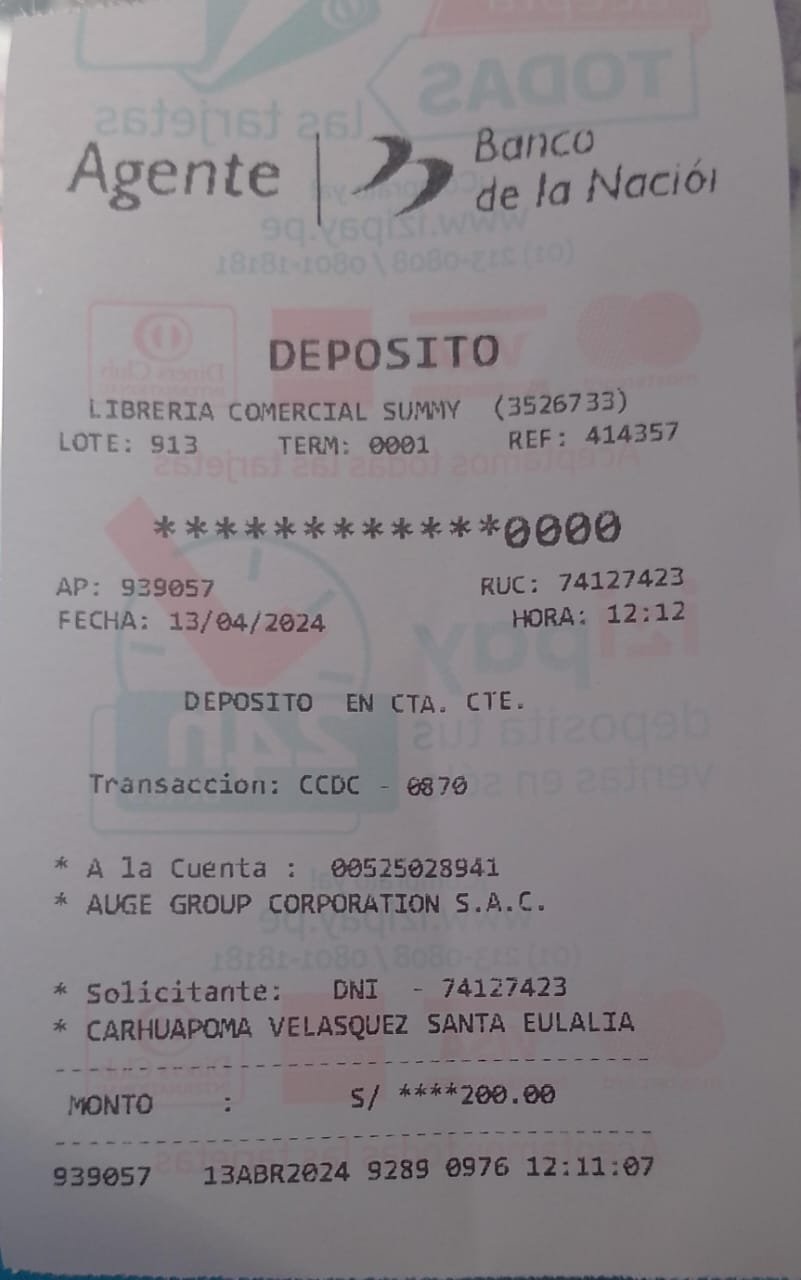 Agente | Banco
de la Nación
DEPOSITO
LIBRERIA COMERCIAL SUMMY (3526733)
LOTE: 913 TERM: 0001 REF: 414357
************0000
AP: 939057 RUC: 74127423
FECHA: 13/04/2024 HORA: 12:12
DEPOSITO EN CTA. CTE.
Transaccion: CCDC - 0870
* A la Cuenta : 00525028941
* AUGE GROUP CORPORATION S.A.C.
* Solicitante: DNI - 74127423
* CARHUAPOMA VELASQUEZ SANTA EULALIA
MONTO : S/ ****200.00
939057 13ABR2024 9289 0976 12:11:07